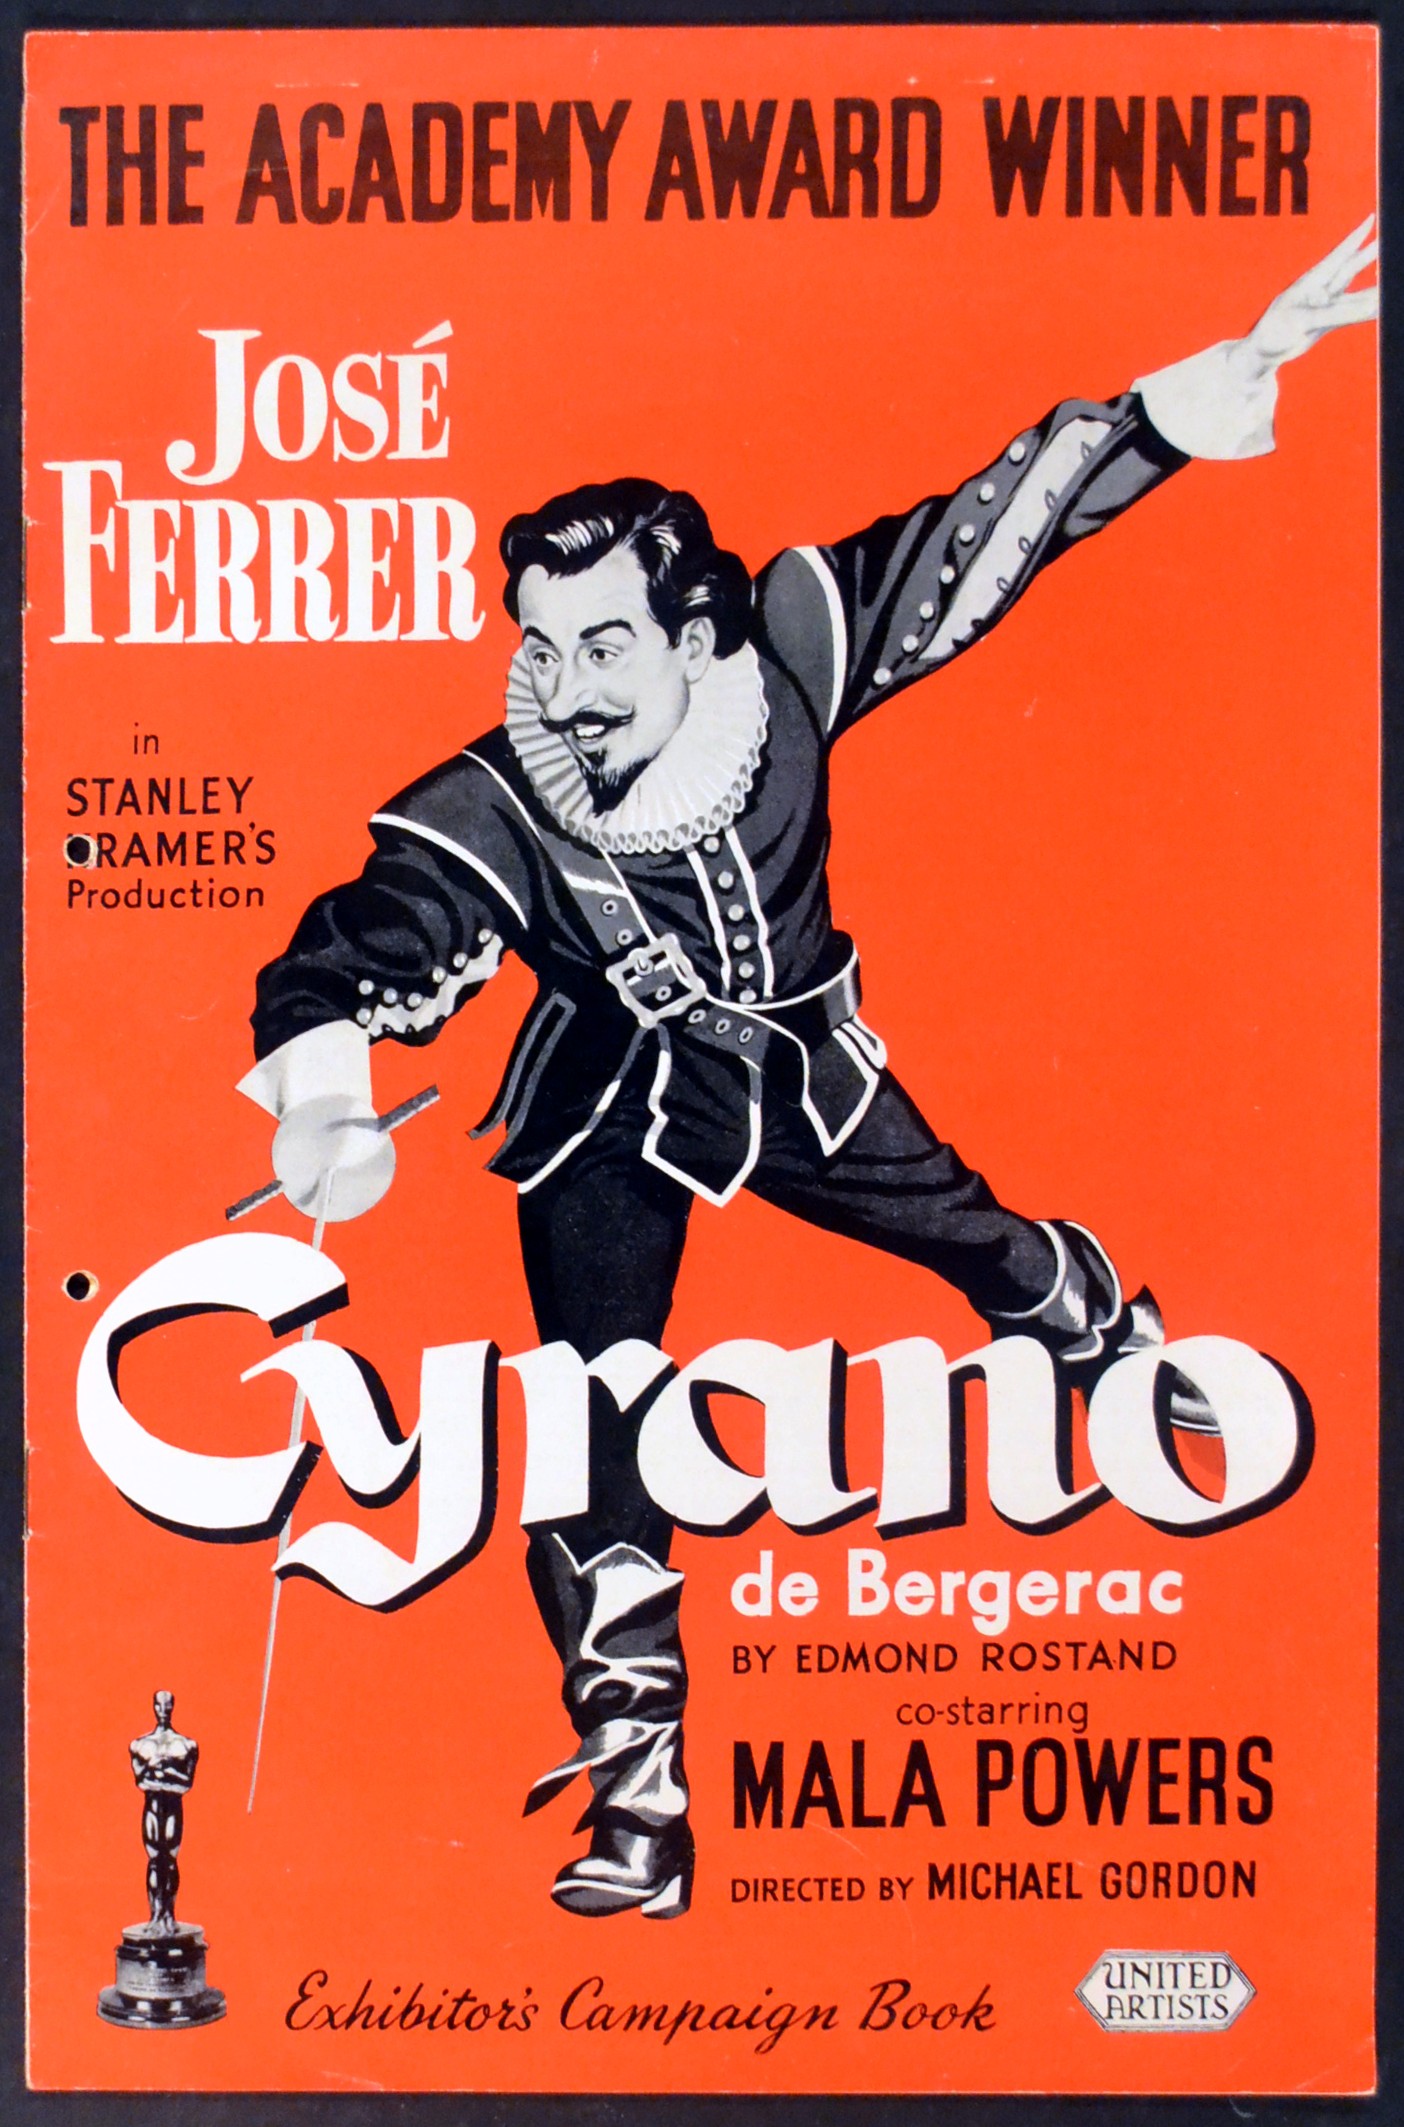 THE ACADEMY AWARD WINNER
JOSÉ
FERRER
in
STANLEY
KRAMER'S
Production
Cyrano
de Bergerac
BY EDMOND ROSTAND
co-starring
MALA POWERS
DIRECTED BY MICHAEL GORDON
Exhibitor's Campaign Book
UNITED
ARTISTS